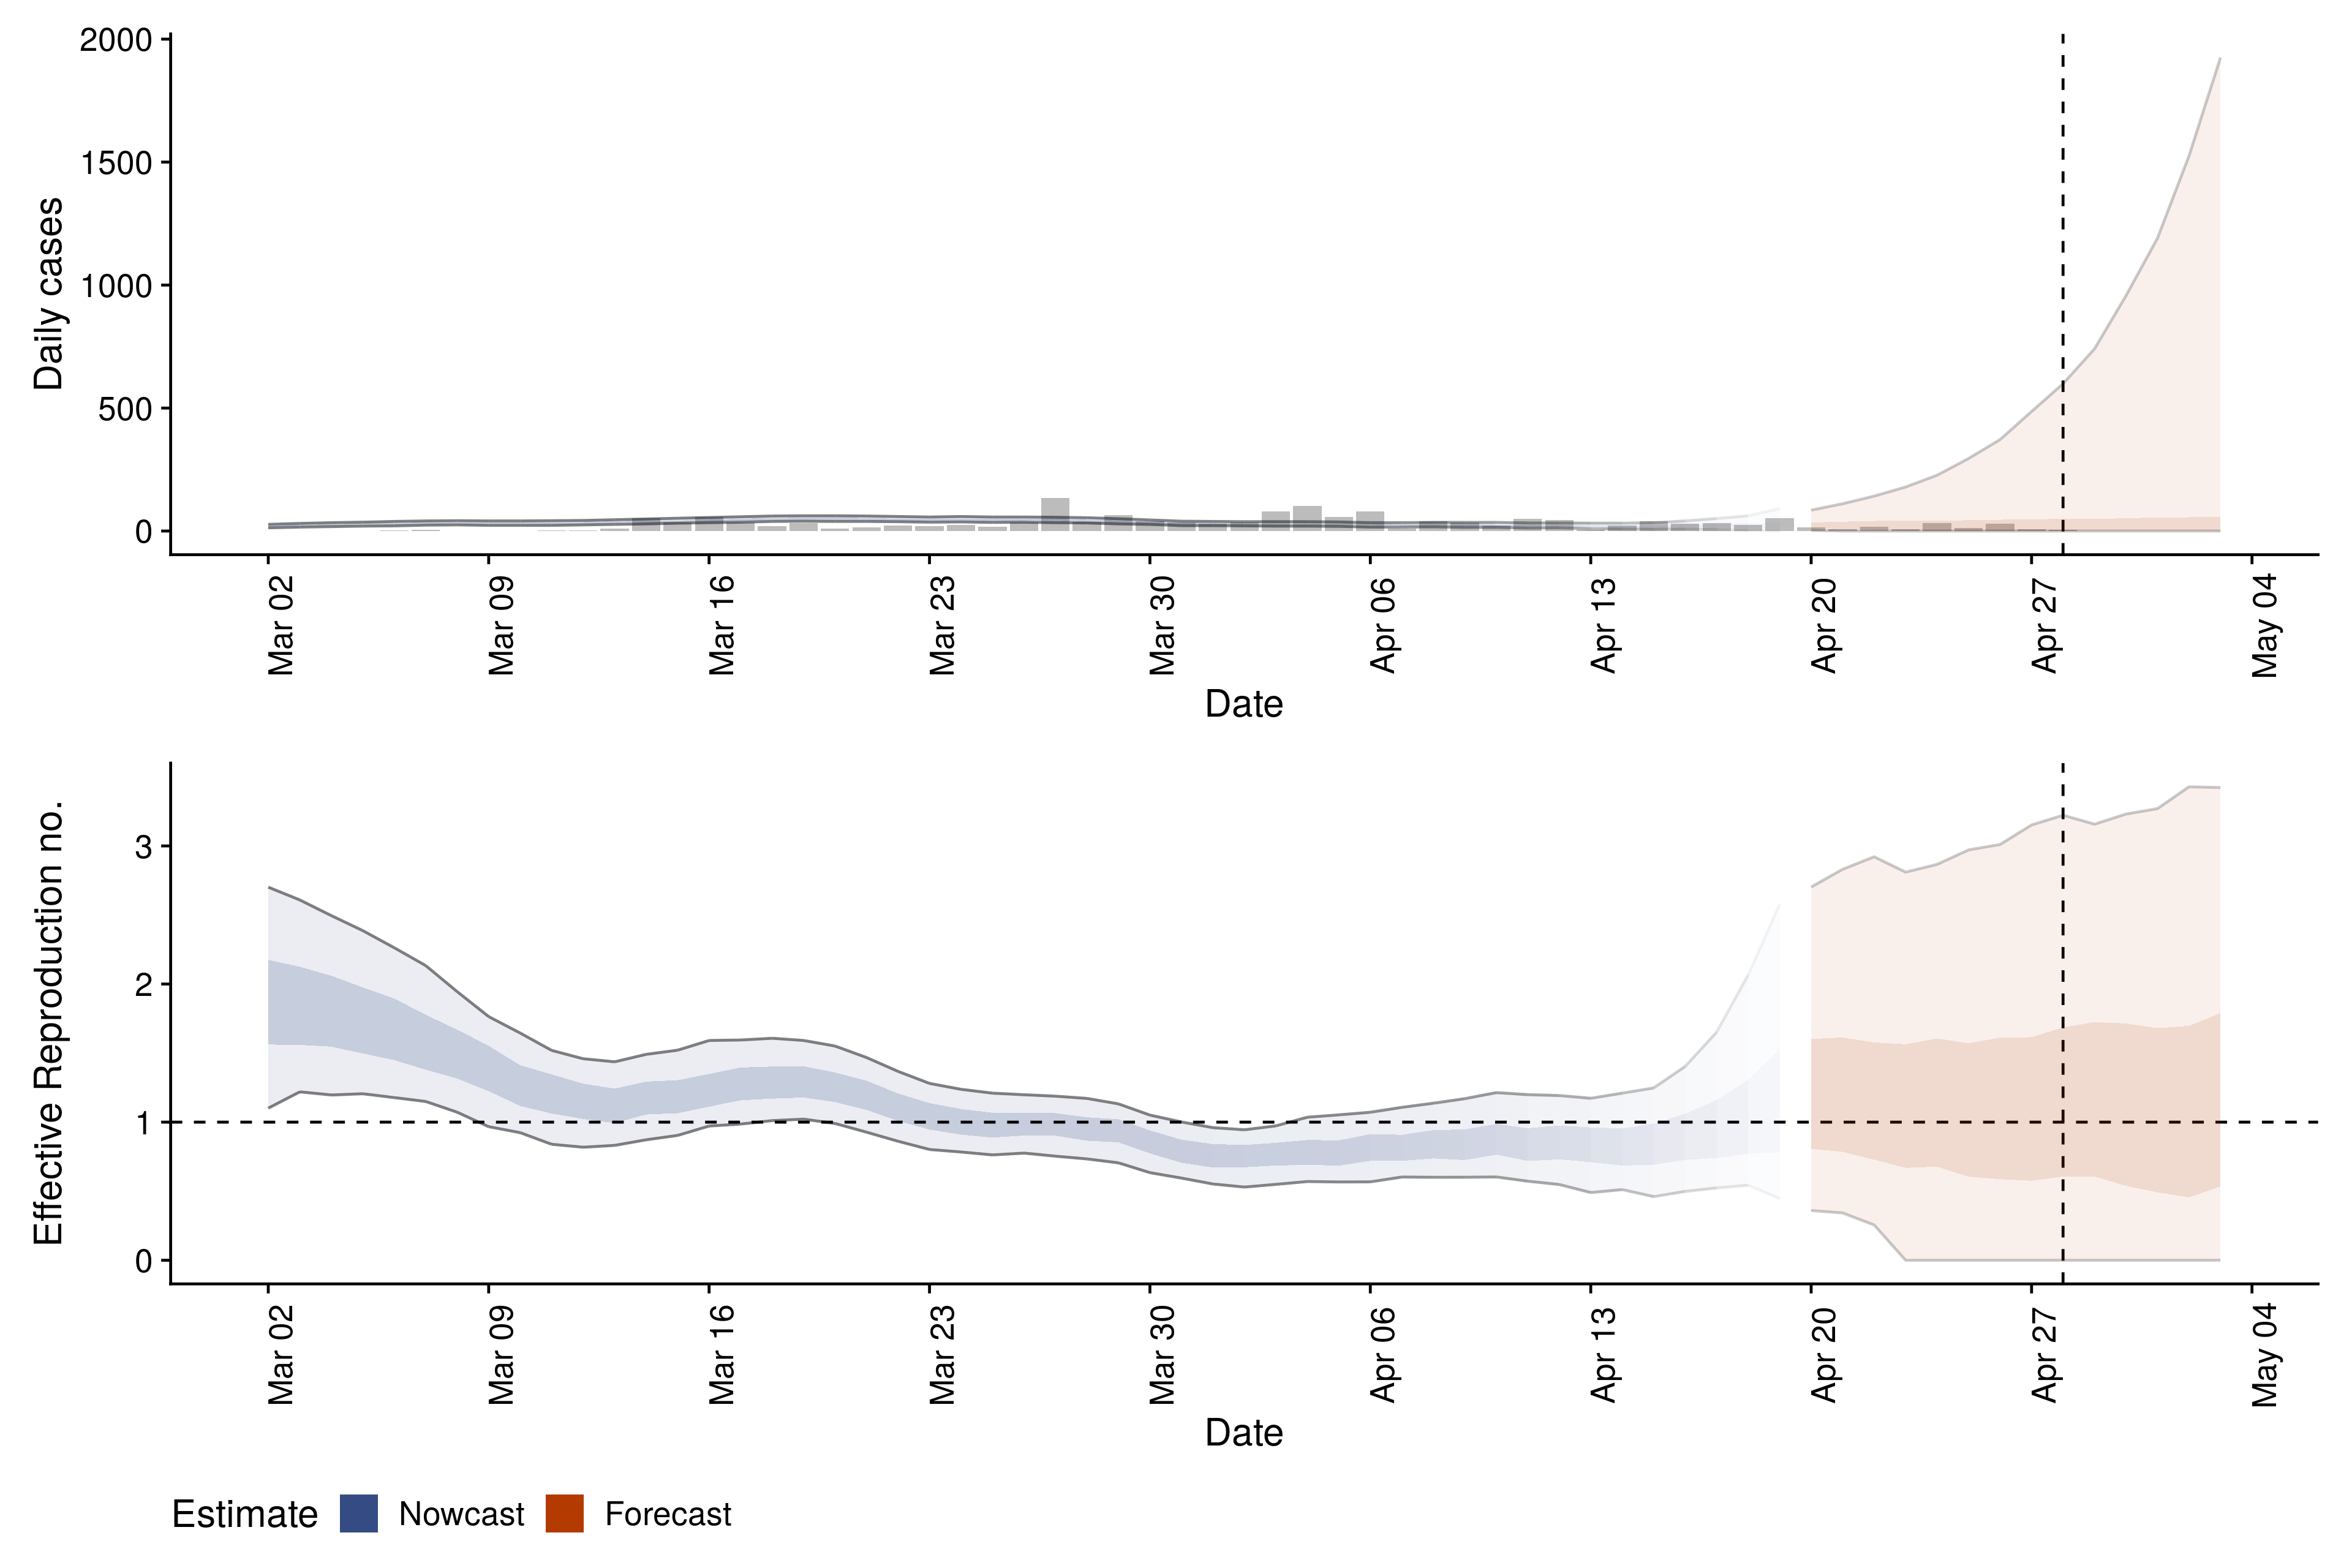 Daily cases
2000
1500
1000
500
0
Mar 02
Mar 09
Mar 16
Mar 23
Mar 30
Apr 06
Apr 13
Apr 20
Apr 27
May 04
Date
Effective Reproduction no.
3
2
1
0
Mar 02
Mar 09
Mar 16
Mar 23
Mar 30
Apr 06
Apr 13
Apr 20
Apr 27
May 04
Date
Estimate Nowcast Forecast